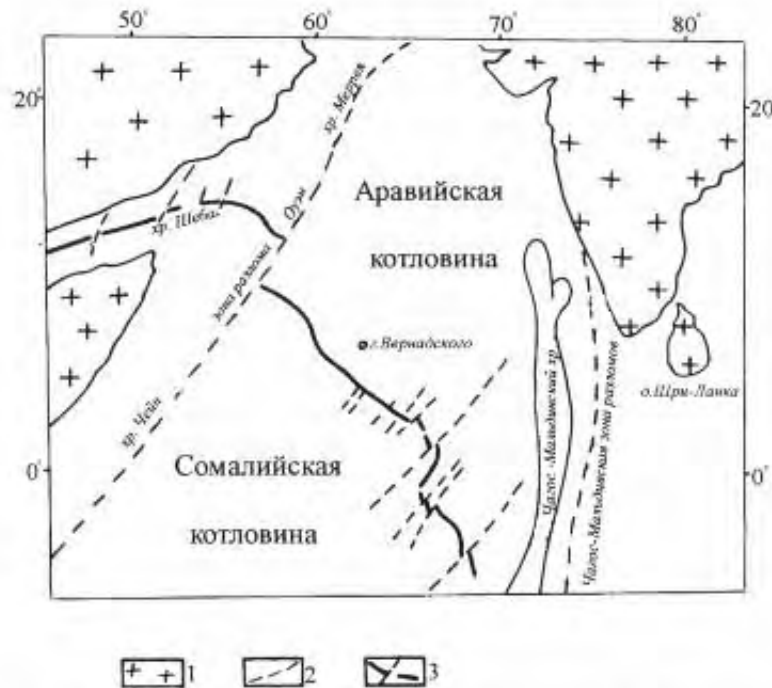 50° 60° 70° 80°
20° 20°
хр. Меррея
Оуэн
зона разлома
хр. Шеба
Аравийская
котловина
г.Вернадского
о.Шри-Ланка
хр. Чейн
Чагос-Мальдивский хр.
Чагос-Мальдивская зона разломов
0° 0°
Сомалийская
котловина
1 2 3